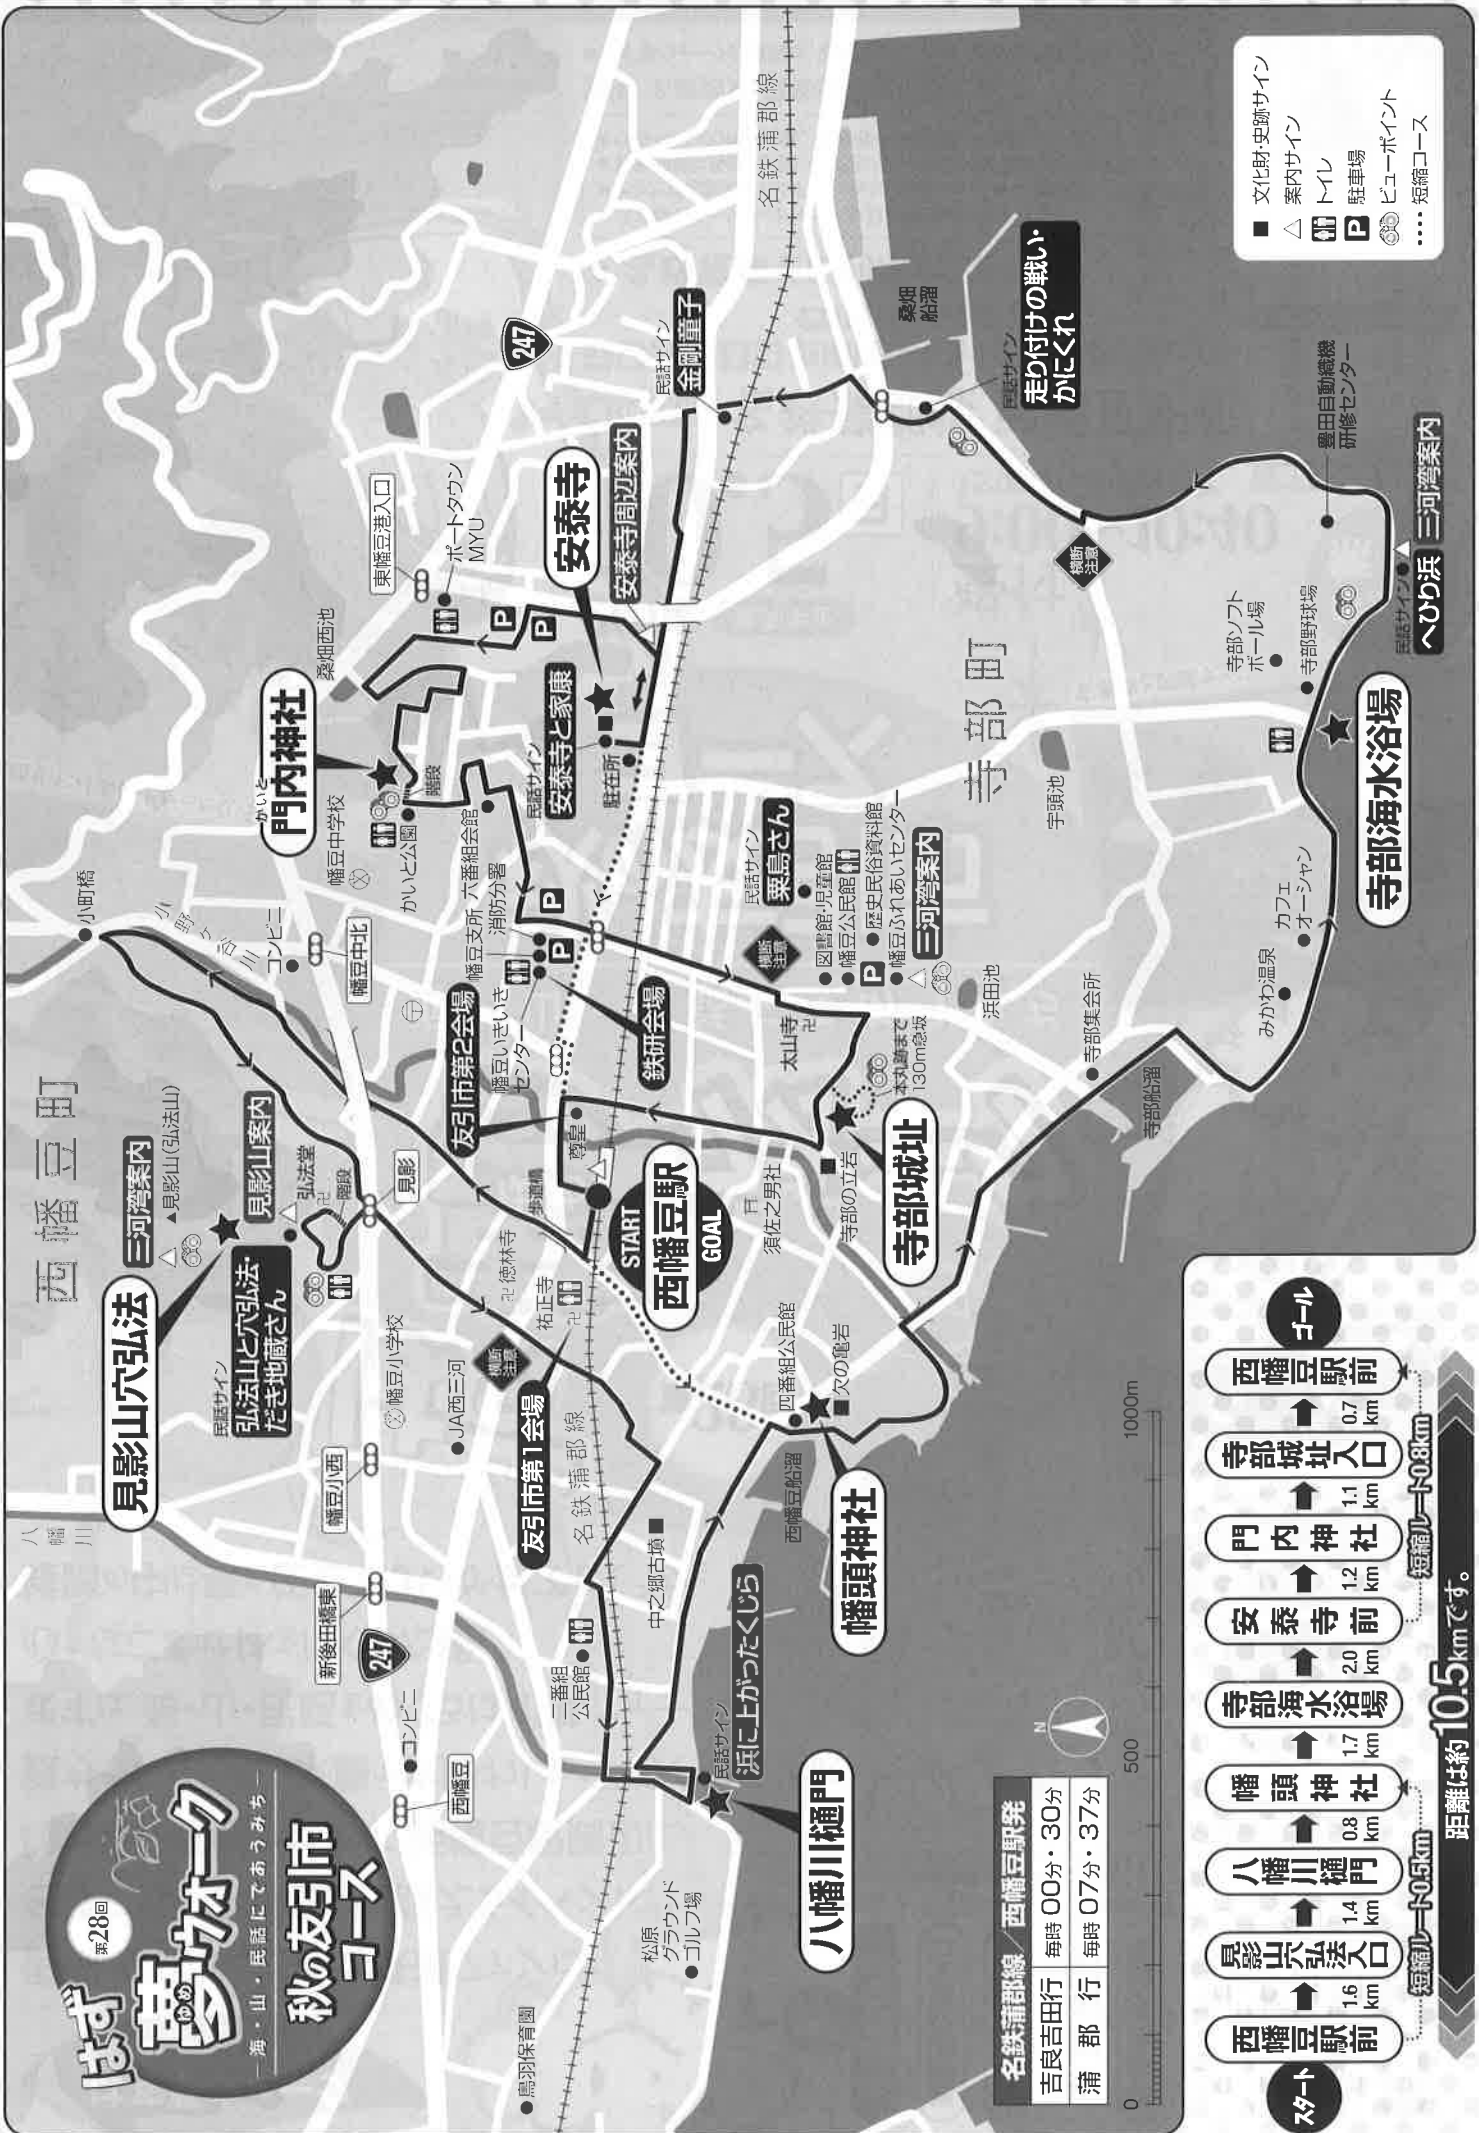 第28回
はず
夢ウォーク
ゆめ
海・山・民話にであうみち
秋の友引市
コース
西幡豆町
寺部町
八幡川
小野ヶ谷川
小町橋
三河湾案内
▲見影山(弘法山)
見影山穴弘法
見影山案内
弘法堂
階段
民話サイン
弘法山と穴弘法・
だき地蔵さん
見影
幡豆小学校
幡豆小西
新後田橋東
247
コンビニ
西幡豆
JA西三河
横断
注意
徳林寺
祐正寺
歩道橋
友引市第1会場
名鉄蒲郡線
二番組
公民館
中之郷古墳
民話サイン
浜に上がったくじら
八幡川樋門
松原
グラウンド
ゴルフ場
鳥羽保育園
西幡豆船溜
幡頭神社
四番組公民館
欠の亀岩
START
西幡豆駅
GOAL
尊皇
友引市第2会場
幡豆いきいき
センター
幡豆支所
消防分署
六番組会館
鉄研会場
須佐之男社
寺部の立岩
寺部城址
本丸跡まで
130m急坂
太山寺
横断
注意
民話サイン
粟島さん
図書館・児童館
幡豆公民館
P
歴史民俗資料館
幡豆ふれあいセンター
三河湾案内
浜田池
寺部集会所
寺部船溜
みかわ温泉
カフェ
オーシャン
寺部海水浴場
宇頭池
寺部ソフト
ボール場
寺部野球場
民話サイン
へひり浜
三河湾案内
豊田自動織機
研修センター
横断
注意
民話サイン
走り付けの戦い・
かにくれ
桑畑
船溜
民話サイン
金剛童子
名鉄蒲郡線
247
安泰寺
安泰寺周辺案内
民話サイン
安泰寺と家康
駐在所
東幡豆港入口
ポートタウン
MYU
P
P
桑畑西池
かいと
門内神社
階段
幡豆中学校
かいと公園
コンビニ
幡豆中北
P
P
文化財・史跡サイン
案内サイン
トイレ
P 駐車場
ビューポイント
短縮コース
名鉄蒲郡線/西幡豆駅発
吉良吉田行 毎時 00分・30分
蒲郡行 毎時 07分・37分
N
0 500 1000m
スタート
西幡豆駅前
1.6km
見影山穴弘法入口
1.4km
八幡川樋門
0.8km
幡頭神社
1.7km
寺部海水浴場
2.0km
安泰寺前
1.2km
門内神社
1.1km
寺部城址入口
0.7km
西幡豆駅前
ゴール
短縮ルート0.5km
短縮ルート0.8km
距離は約10.5kmです。